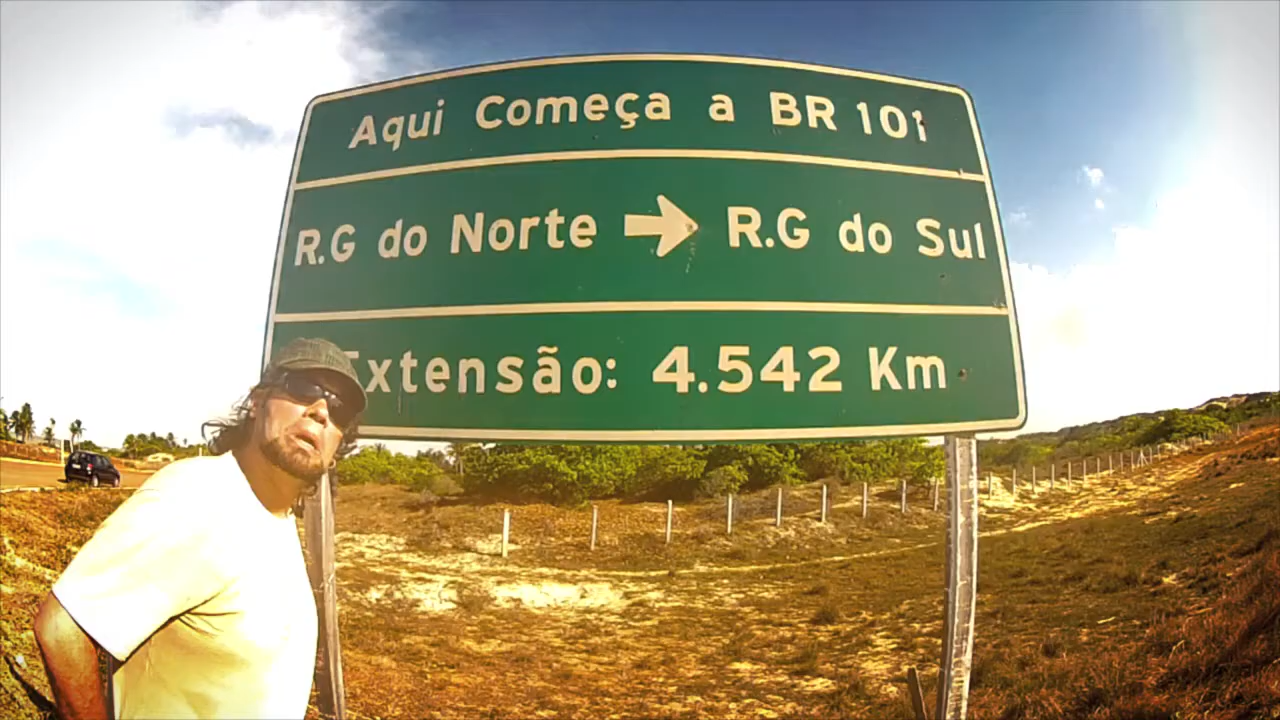 Aqui Começa a BR 101
R.G do Norte → R.G do Sul
Extensão: 4.542 Km